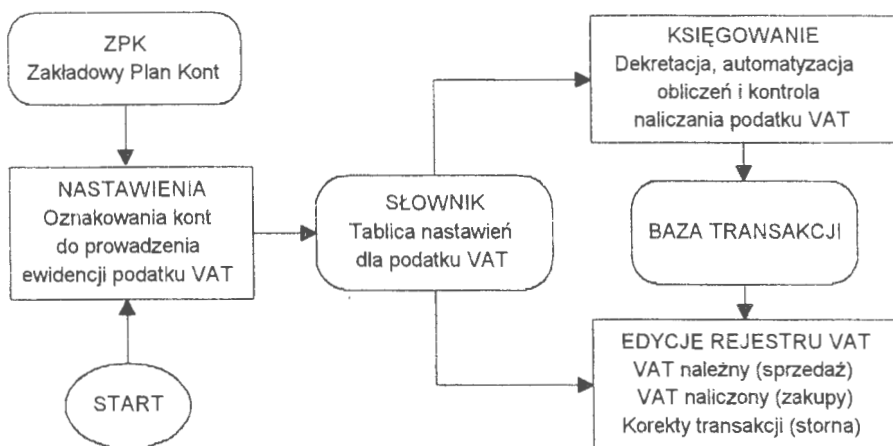 ZPK
Zakładowy Plan Kont
NASTAWIENIA
Oznakowania kont
do prowadzenia
ewidencji podatku VAT
START
SŁOWNIK
Tablica nastawień
dla podatku VAT
KSIĘGOWANIE
Dekretacja, automatyzacja
obliczeń i kontrola
naliczania podatku VAT
BAZA TRANSAKCJI
EDYCJE REJESTRU VAT
VAT należny (sprzedaż)
VAT naliczony (zakupy)
Korekty transakcji (storna)